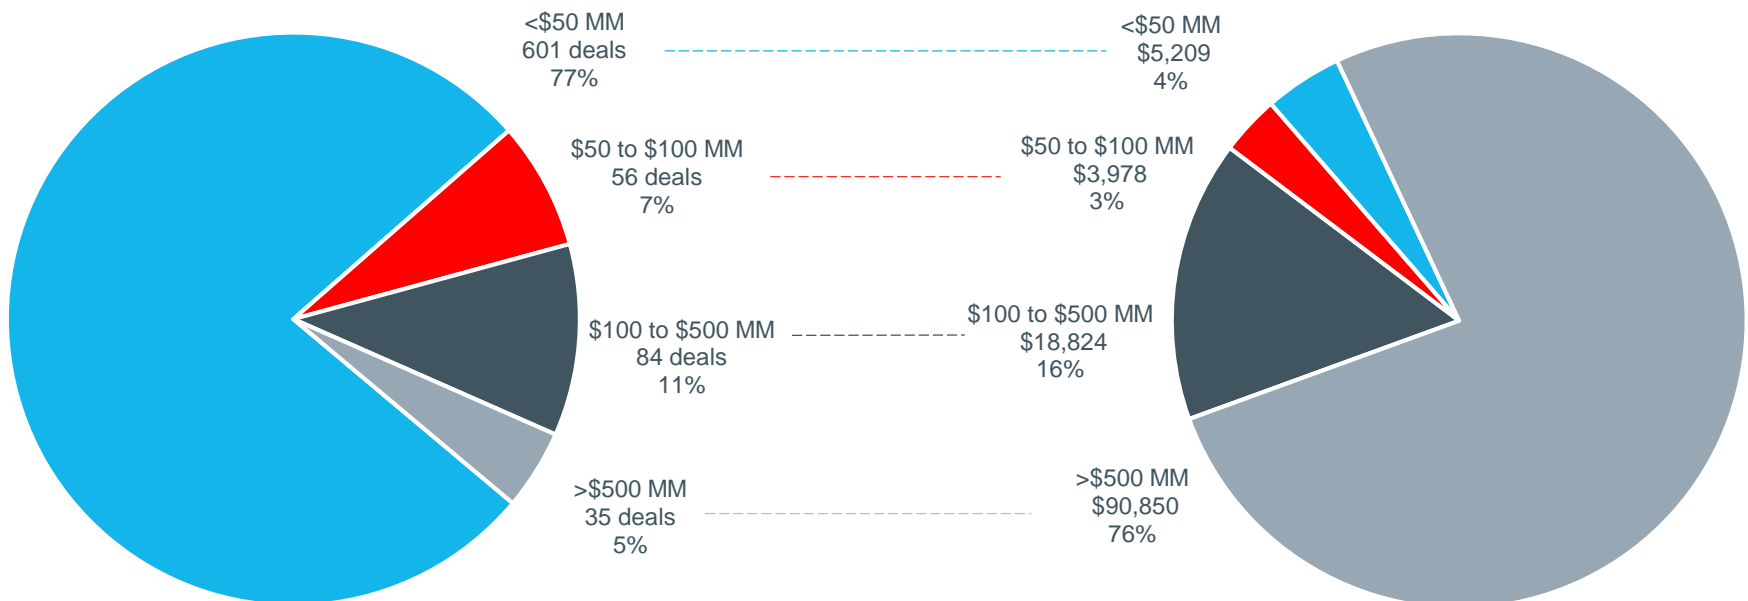 <$50 MM
601 deals
77%
<$50 MM
$5,209
4%
$50 to $100 MM
56 deals
7%
$50 to $100 MM
$3,978
3%
$100 to $500 MM
84 deals
11%
$100 to $500 MM
$18,824
16%
>$500 MM
35 deals
5%
>$500 MM
$90,850
76%